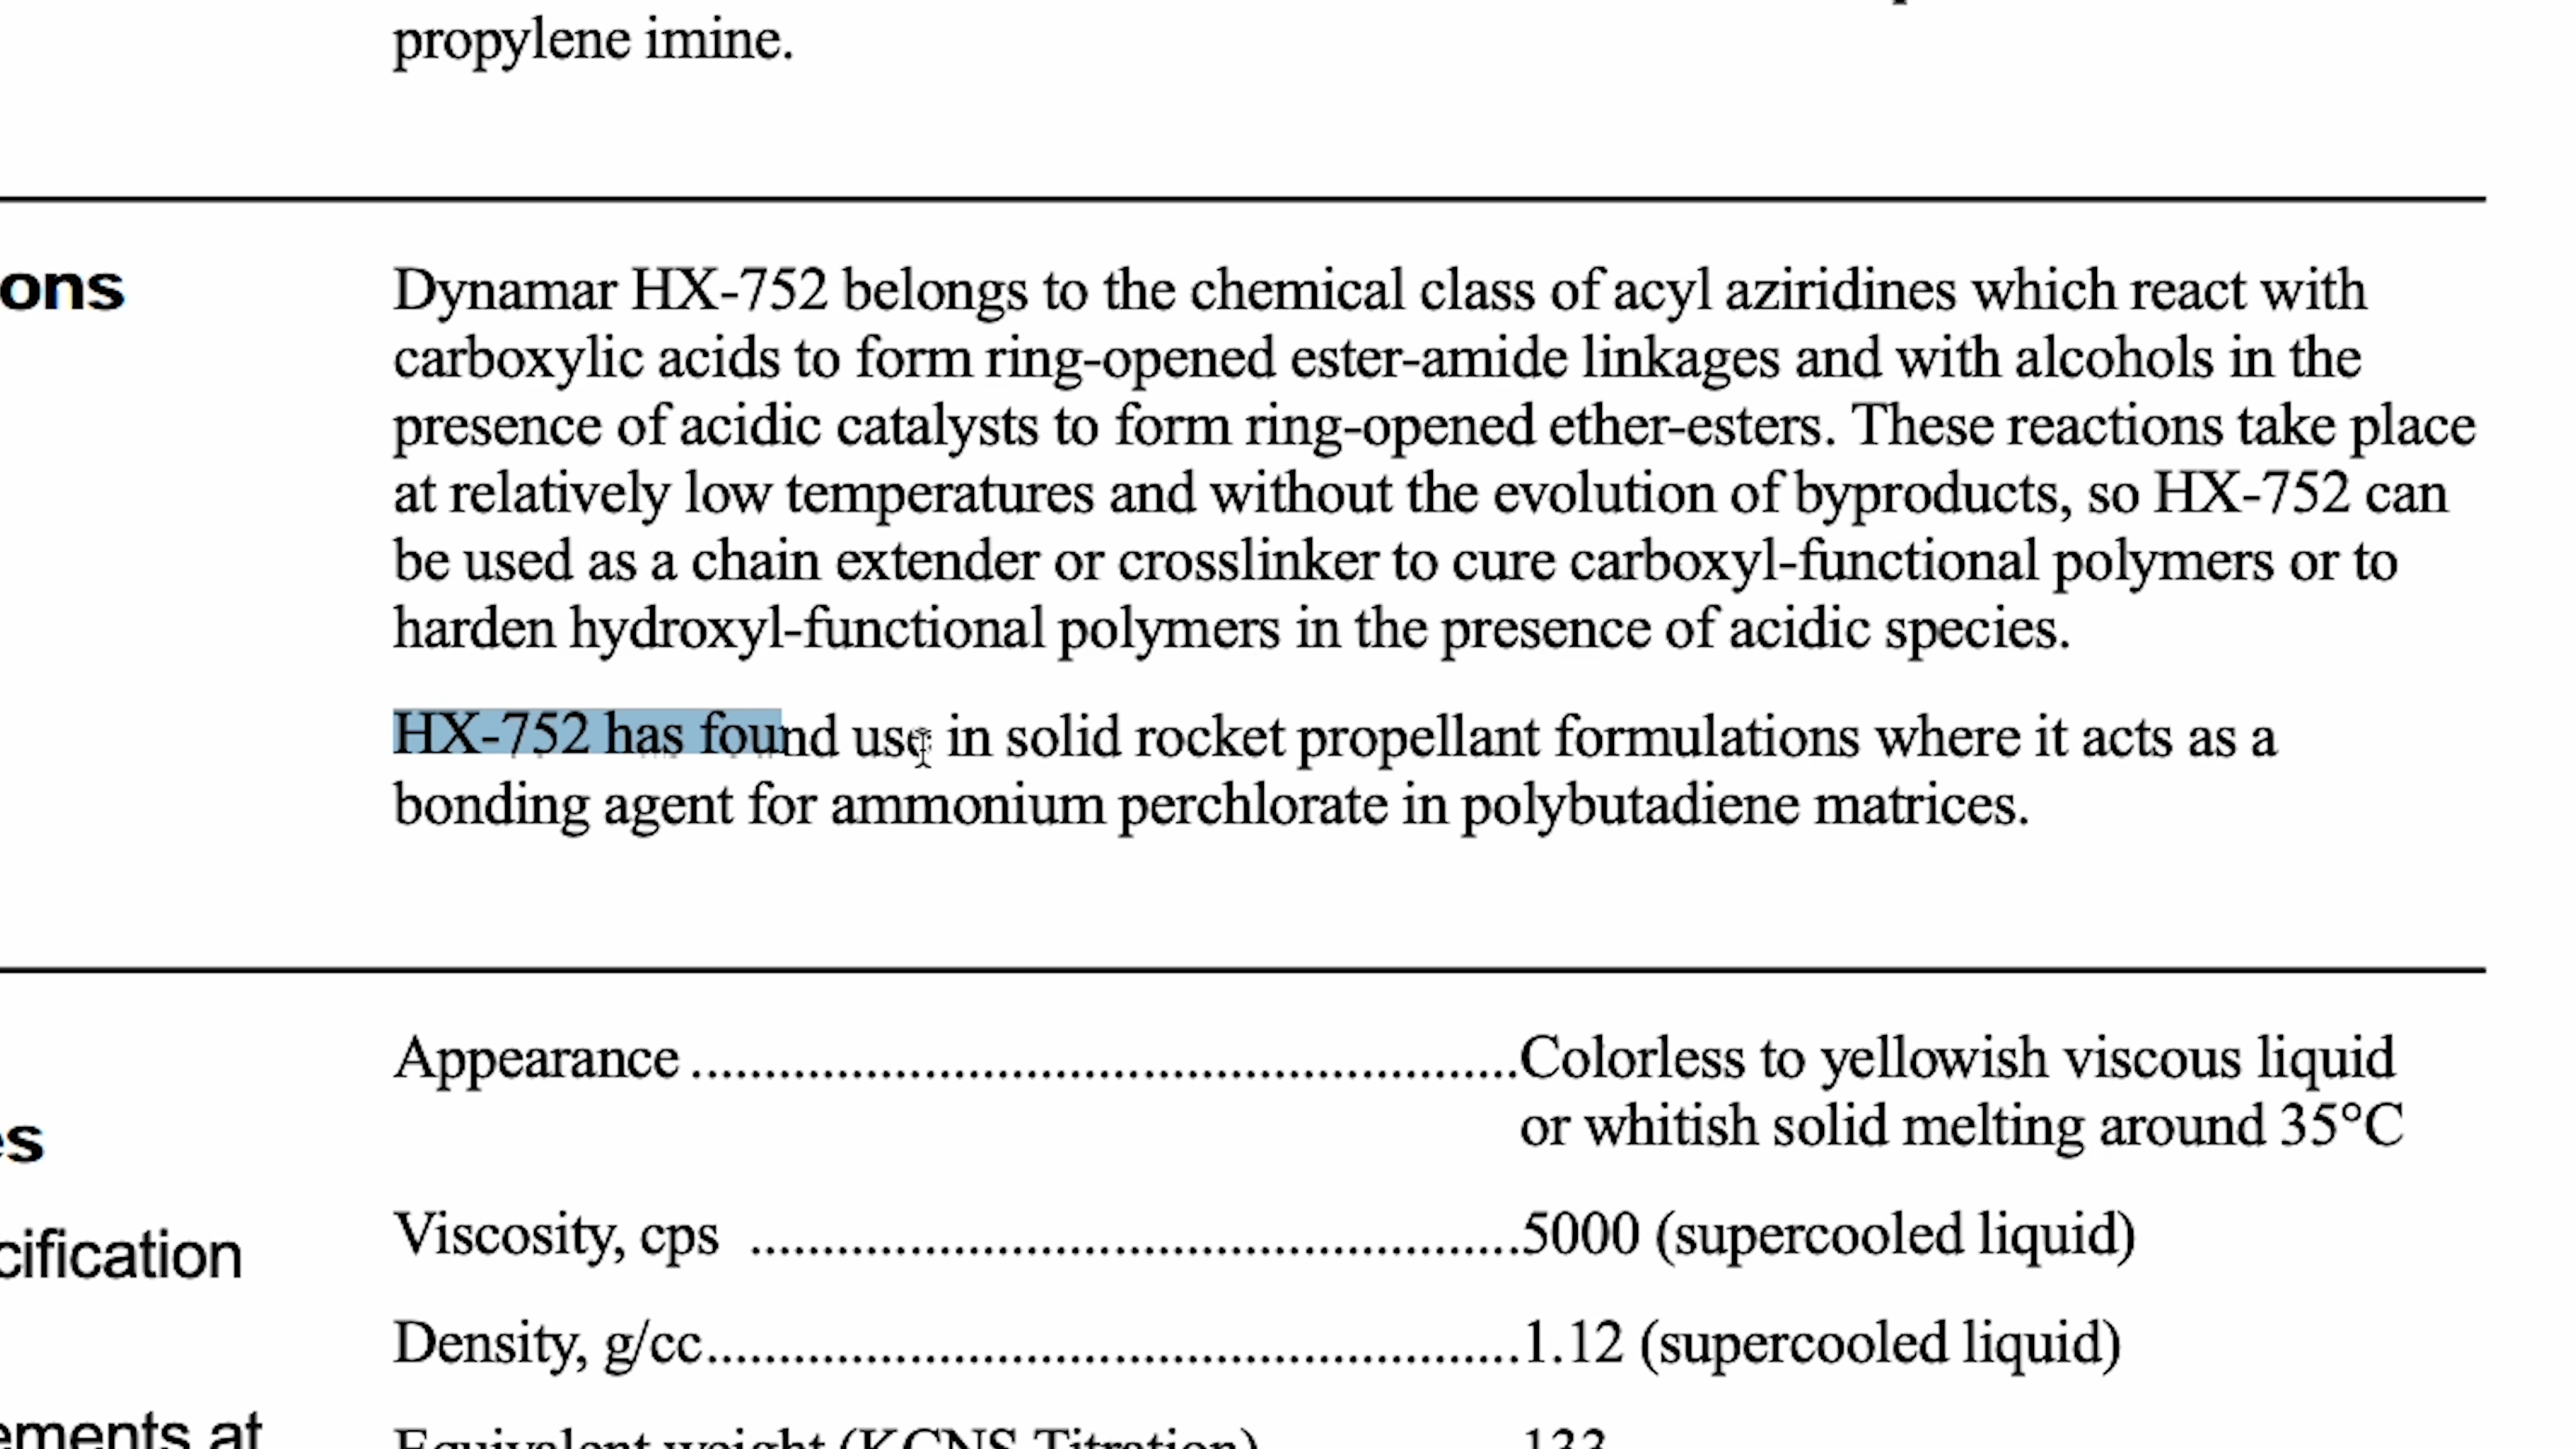 propylene imine.
Dynamar HX-752 belongs to the chemical class of acyl aziridines which react with
carboxylic acids to form ring-opened ester-amide linkages and with alcohols in the
presence of acidic catalysts to form ring-opened ether-esters. These reactions take place
at relatively low temperatures and without the evolution of byproducts, so HX-752 can
be used as a chain extender or crosslinker to cure carboxyl-functional polymers or to
harden hydroxyl-functional polymers in the presence of acidic species.
HX-752 has found use in solid rocket propellant formulations where it acts as a
bonding agent for ammonium perchlorate in polybutadiene matrices.
Appearance ..........................................................Colorless to yellowish viscous liquid
or whitish solid melting around 35°C
Viscosity, cps ......................................................5000 (supercooled liquid)
Density, g/cc.........................................................1.12 (supercooled liquid)
ements at Equivalent weight (KCNS Titration) 133